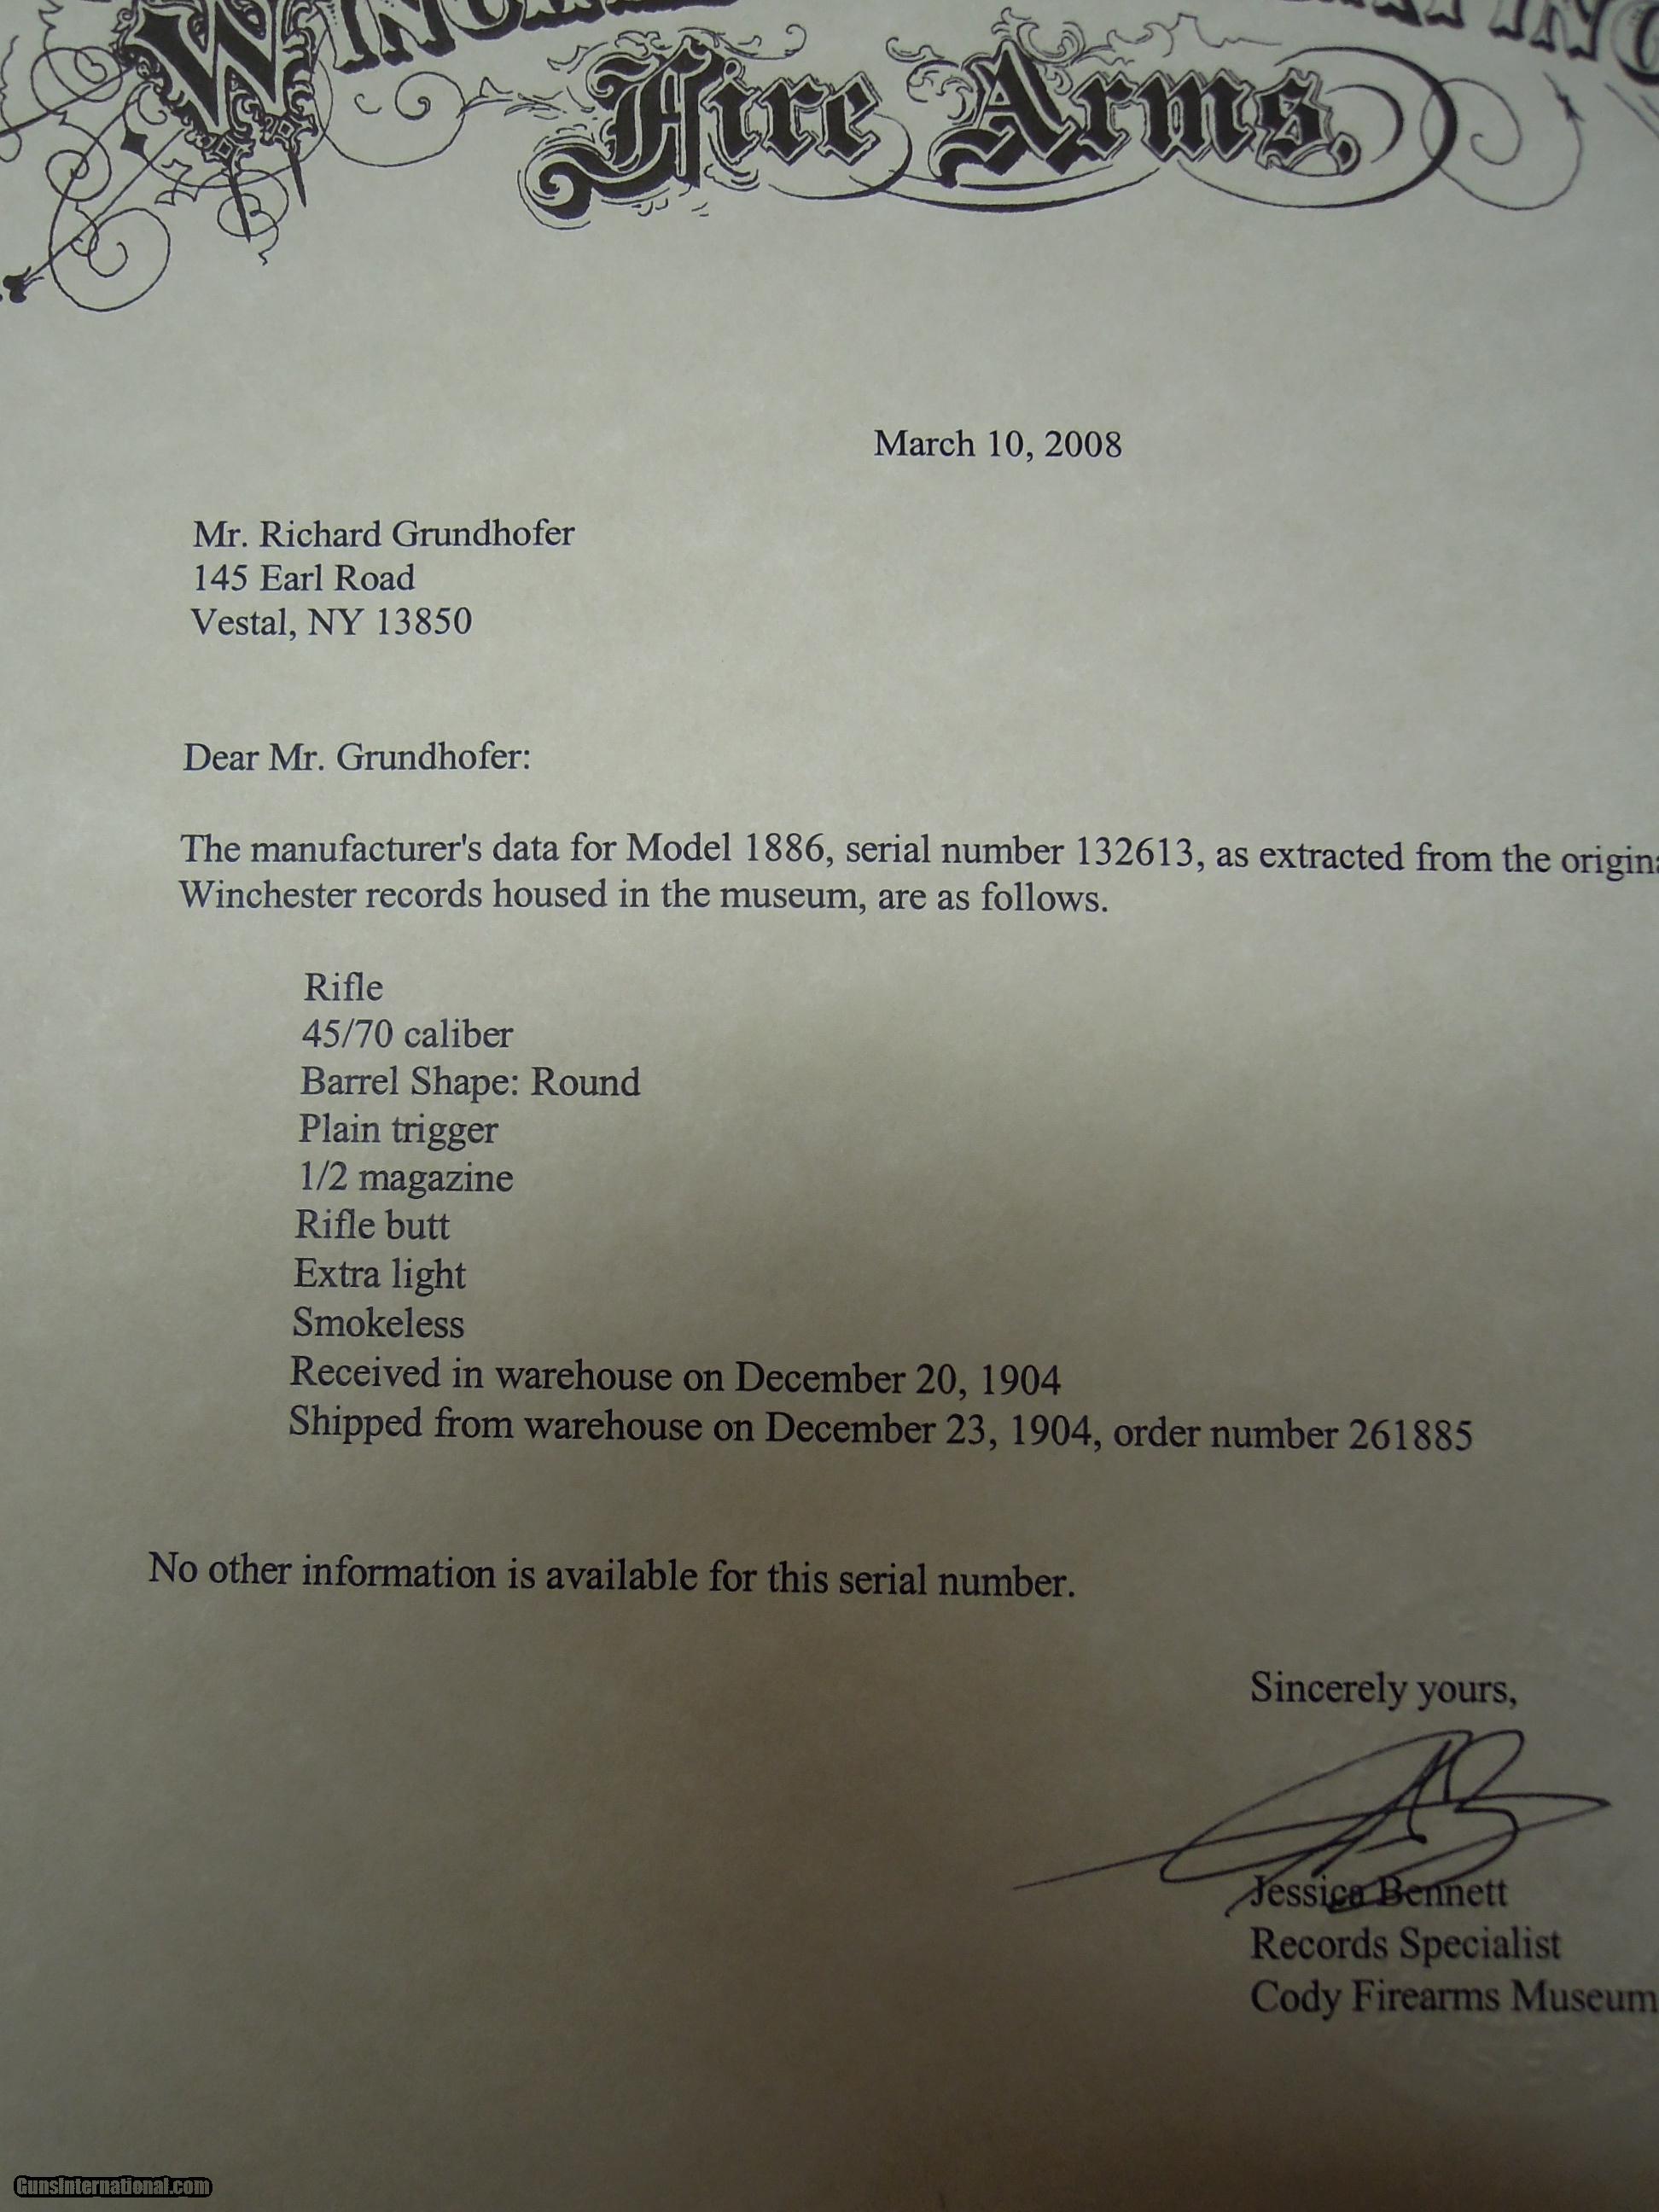 Fire Arms,
March 10, 2008
Mr. Richard Grundhofer
145 Earl Road
Vestal, NY 13850
Dear Mr. Grundhofer:
The manufacturer's data for Model 1886, serial number 132613, as extracted from the origina
Winchester records housed in the museum, are as follows.
Rifle
45/70 caliber
Barrel Shape: Round
Plain trigger
1/2 magazine
Rifle butt
Extra light
Smokeless
Received in warehouse on December 20, 1904
Shipped from warehouse on December 23, 1904, order number 261885
No other information is available for this serial number.
Sincerely yours,
Jessica Bennett
Records Specialist
Cody Firearms Museum
GunsInternational.com